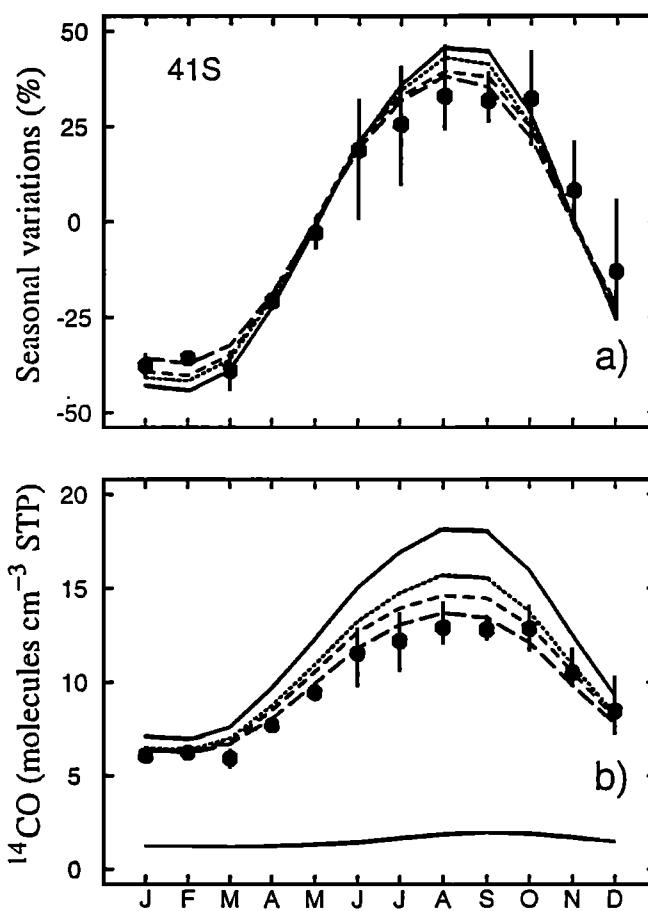 Seasonal variations (%)
50
25
0
-25
-50
41S
a)
¹⁴CO (molecules cm⁻³ STP)
20
15
10
5
0
b)
J F M A M J J A S O N D